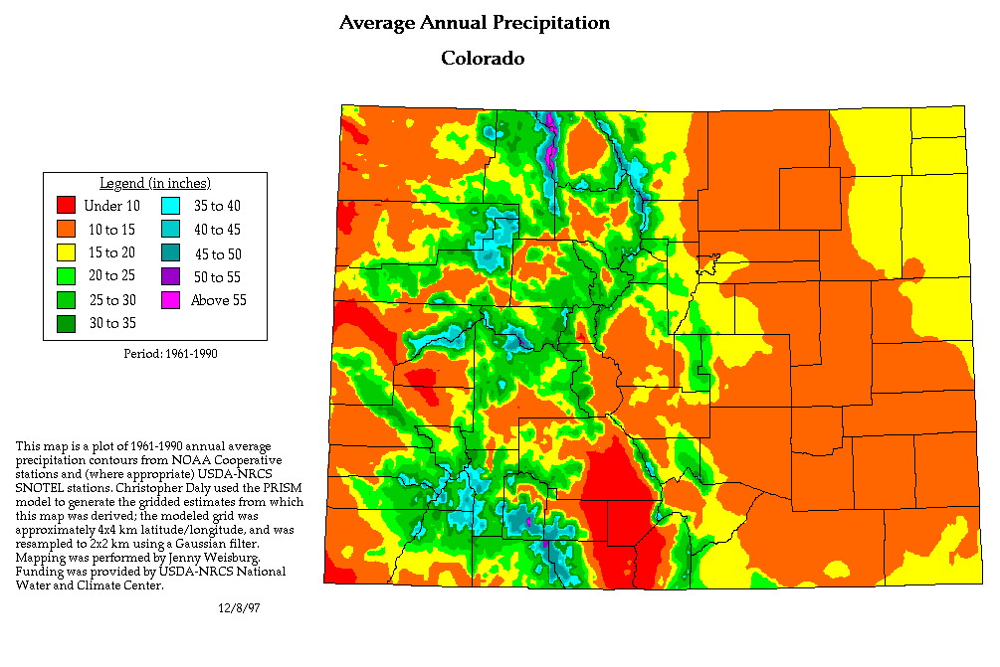 Average Annual Precipitation
Colorado
Legend (in inches)
Under 10
10 to 15
15 to 20
20 to 25
25 to 30
30 to 35
35 to 40
40 to 45
45 to 50
50 to 55
Above 55
Period: 1961-1990
This map is a plot of 1961-1990 annual average
precipitation contours from NOAA Cooperative
stations and (where appropriate) USDA-NRCS
SNOTEL stations. Christopher Daly used the PRISM
model to generate the gridded estimates from which
this map was derived; the modeled grid was
approximately 4x4 km latitude/longitude, and was
resampled to 2x2 km using a Gaussian filter.
Mapping was performed by Jenny Weisburg.
Funding was provided by USDA-NRCS National
Water and Climate Center.
12/8/97